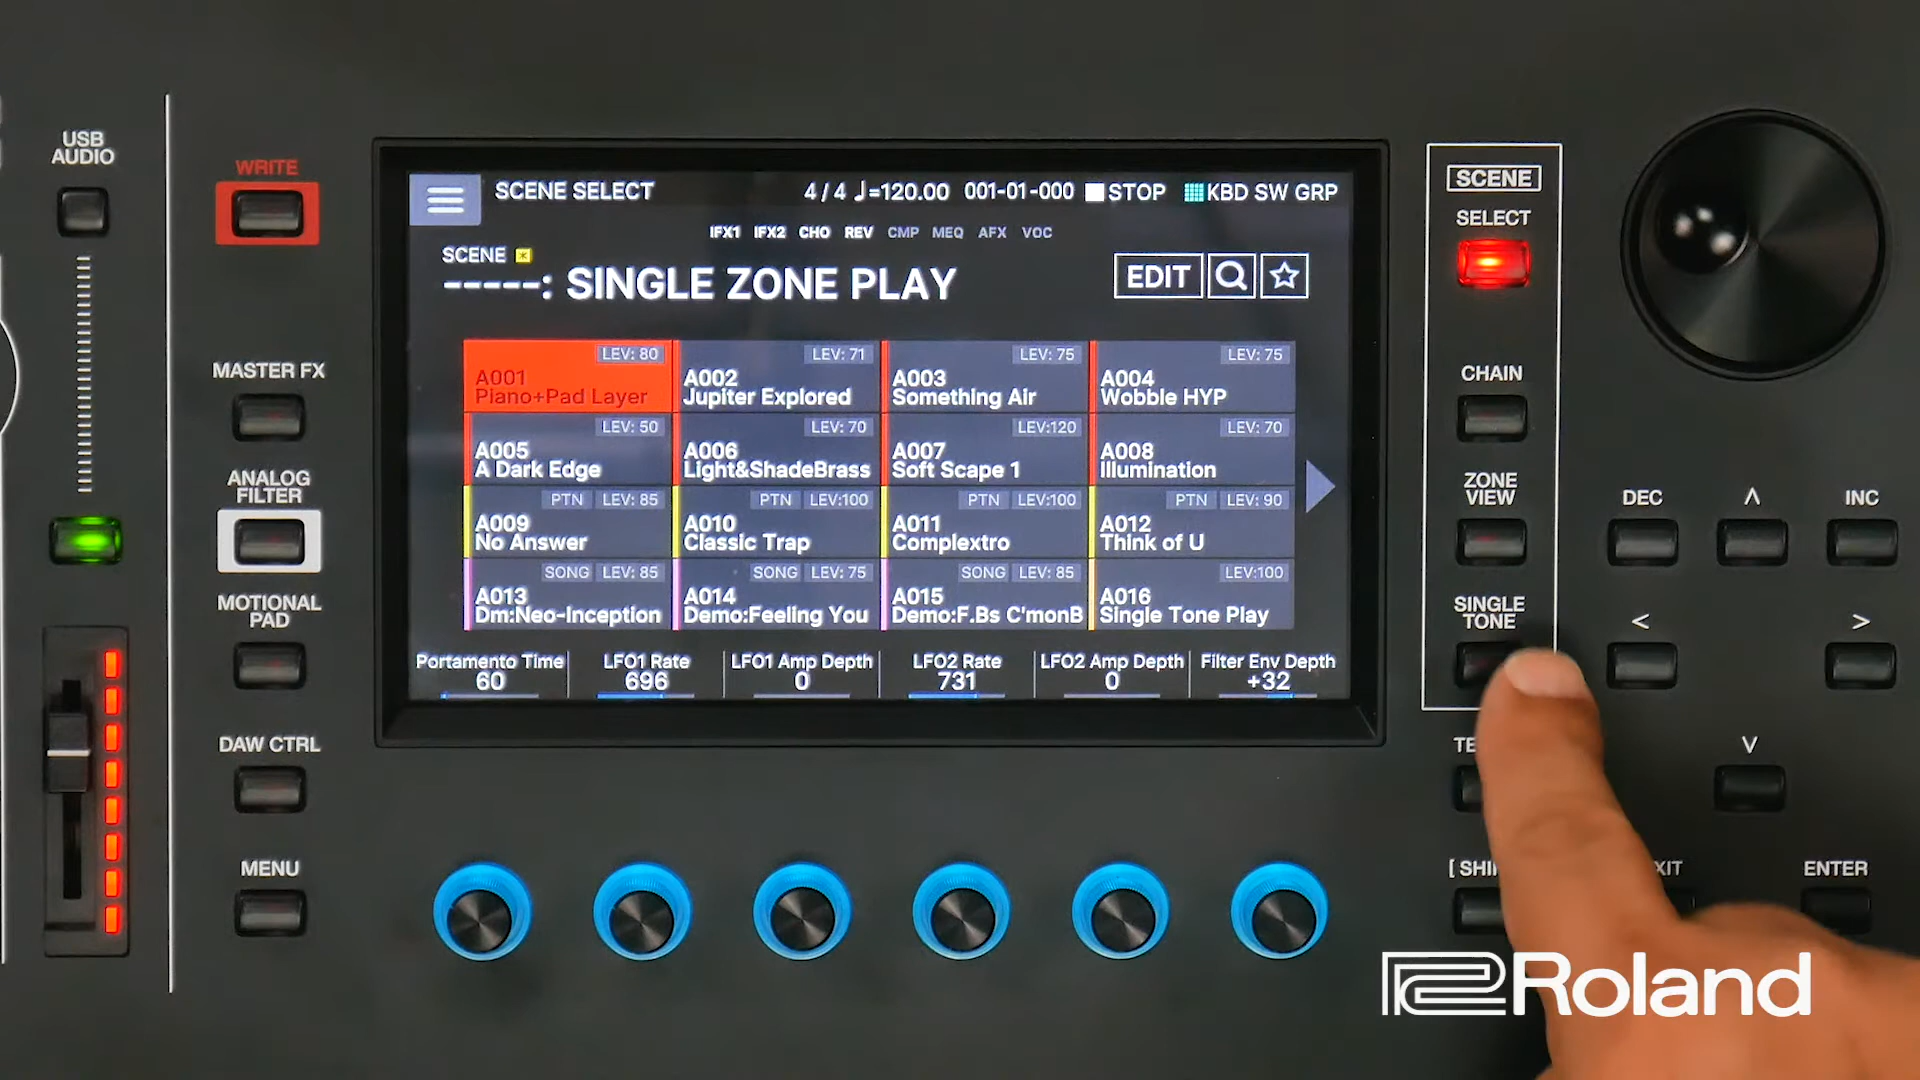 USB
AUDIO
WRITE
MASTER FX
ANALOG
FILTER
MOTIONAL
PAD
DAW CTRL
MENU
SCENE SELECT
4/4 ♩=120.00 001-01-000 STOP KBD SW GRP
IFX1 IFX2 CHO REV CMP MEQ AFX VOC
SCENE *
-----: SINGLE ZONE PLAY
EDIT
LEV: 80
A001
Piano+Pad Layer
LEV: 71
A002
Jupiter Explored
LEV: 75
A003
Something Air
LEV: 75
A004
Wobble HYP
LEV: 50
A005
A Dark Edge
LEV: 70
A006
Light&ShadeBrass
LEV:120
A007
Soft Scape 1
LEV: 70
A008
Illumination
PTN LEV: 85
A009
No Answer
PTN LEV:100
A010
Classic Trap
PTN LEV:100
A011
Complextro
PTN LEV: 90
A012
Think of U
SONG LEV: 85
A013
Dm:Neo-Inception
SONG LEV: 75
A014
Demo:Feeling You
SONG LEV: 85
A015
Demo:F.Bs C'monB
LEV:100
A016
Single Tone Play
Portamento Time
60
LFO1 Rate
696
LFO1 Amp Depth
0
LFO2 Rate
731
LFO2 Amp Depth
0
Filter Env Depth
+32
SCENE
SELECT
CHAIN
ZONE
VIEW
SINGLE
TONE
DEC
INC
ENTER
Roland